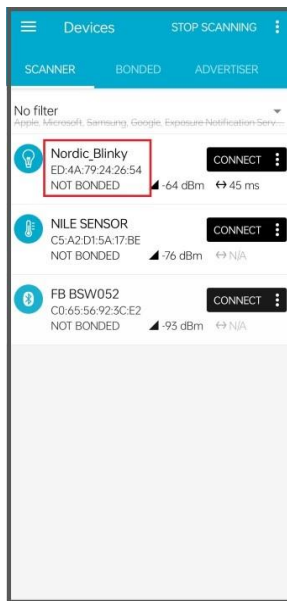 Devices STOP SCANNING
SCANNER BONDED ADVERTISER
No filter
Apple, Microsoft, Samsung, Google, Exposure Notification Serv...
Nordic_Blinky
CONNECT
ED:4A:79:24:26:54
NOT BONDED -64 dBm 45 ms
NILE SENSOR
CONNECT
C5:A2:D1:5A:17:BE
NOT BONDED -76 dBm N/A
FB BSW052
CONNECT
C0:65:56:92:3C:E2
NOT BONDED -93 dBm N/A